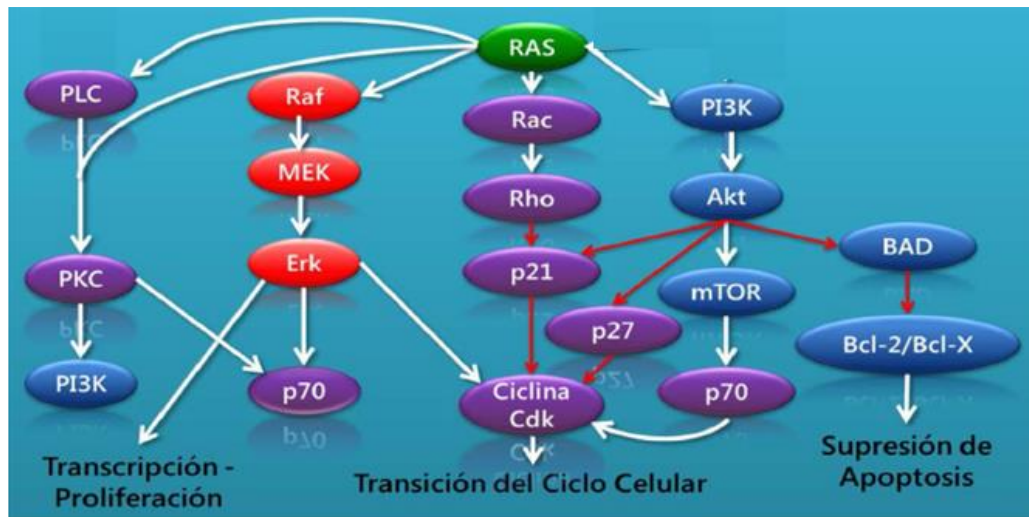 RAS
PLC
Raf
Rac
PI3K
MEK
Rho
Akt
PKC
Erk
p21
mTOR
BAD
PI3K
p70
p27
Ciclina
Cdk
p70
Bcl-2/Bcl-X
Transcripción -
Proliferación
Transición del Ciclo Celular
Supresión de
Apoptosis